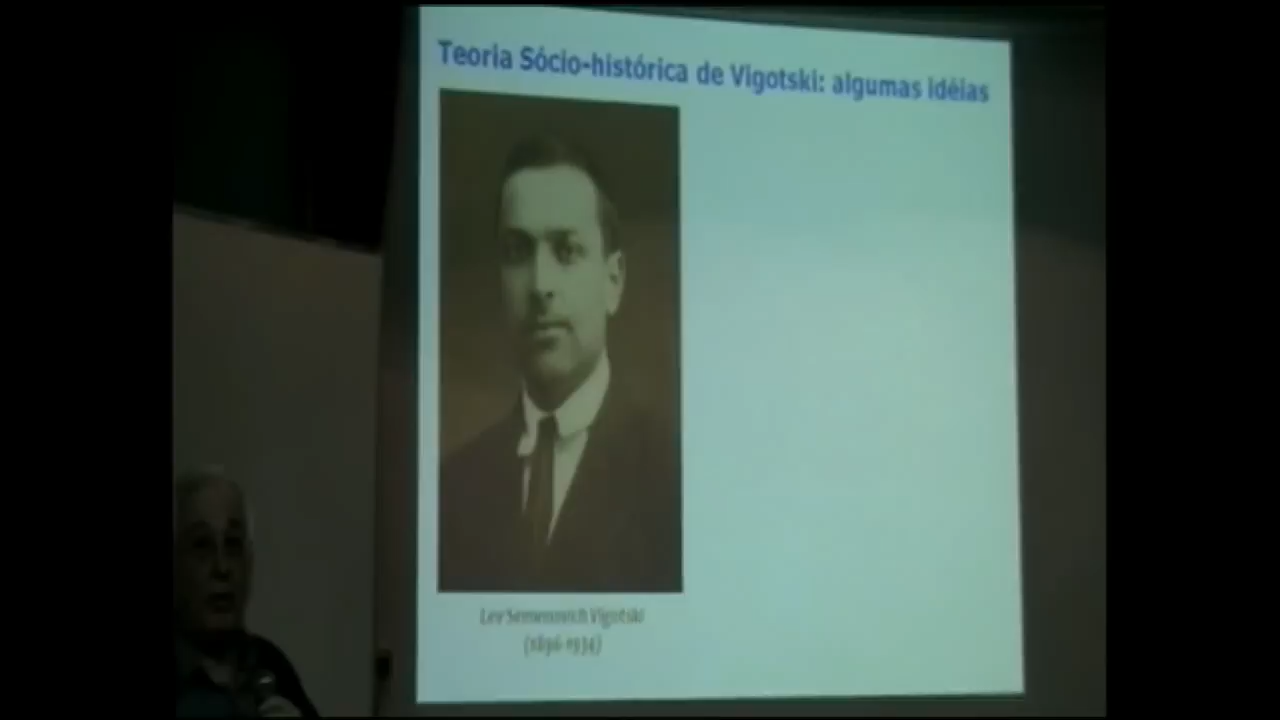 Teoria Sócio-histórica de Vigotski: algumas idéias
Lev Semenovich Vigotski
(1896-1934)